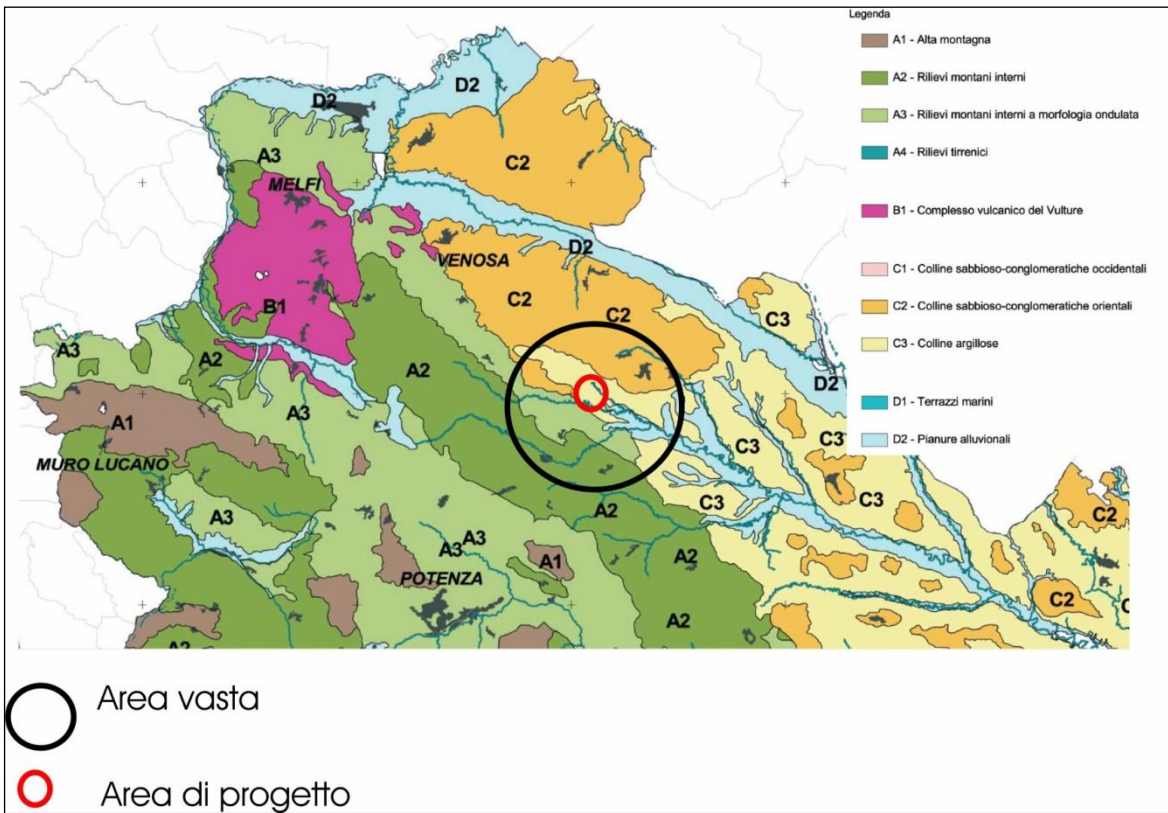 Legenda
A1 - Alta montagna
A2 - Rilievi montani interni
A3 - Rilievi montani interni a morfologia ondulata
A4 - Rilievi tirrenici
B1 - Complesso vulcanico del Vulture
C1 - Colline sabbioso-conglomeratiche occidentali
C2 - Colline sabbioso-conglomeratiche orientali
C3 - Colline argillose
D1 - Terrazzi marini
D2 - Pianure alluvionali
D2
D2
A3
C2
MELFI
VENOSA
D2
C2
C2
C3
B1
A3
A2
A2
D2
A1
A3
C3
C3
MURO LUCANO
A3
C3
C3
A2
A3
A3
A1
A2
C2
POTENZA
A2
C2
C
A2
Area vasta
Area di progetto